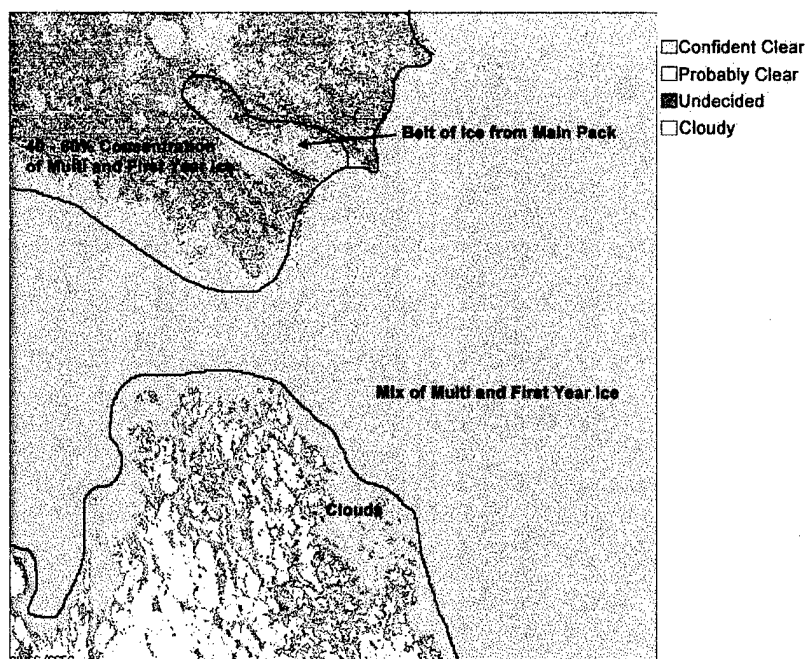 Confident Clear
Probably Clear
Undecided
Cloudy
Belt of Ice from Main Pack
40 - 60% Concentration
of Multi and First Year Ice
Mix of Multi and First Year Ice
Clouds